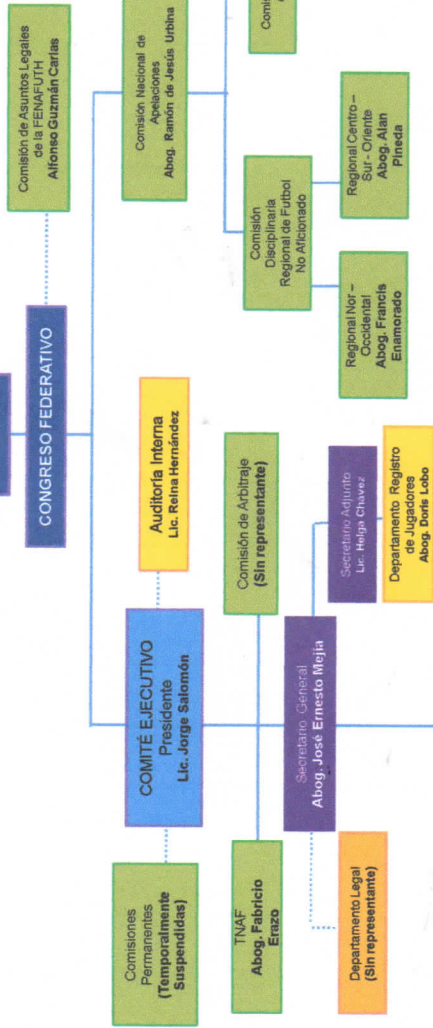 Comisión de Asuntos Legales
de la FENAFUTH
Alfonso Guzmán Carías
CONGRESO FEDERATIVO
Comisión Nacional de
Apelaciones
Abog. Ramón de Jesús Urbina
Auditoría Interna
Lic. Reina Hernández
COMITÉ EJECUTIVO
Presidente
Lic. Jorge Salomón
Comisiones
Permanentes
(Temporalmente
Suspendidas)
Comisión
Disciplinaria
Regional de Futbol
No Aficionado
Regional Nor –
Occidental
Abog. Francis
Enamorado
Regional Centro –
Sur - Oriente
Abog. Alan
Pineda
Comisión de Arbitraje
(Sin representante)
TNAF
Abog. Fabricio
Erazo
Secretario General
Abog. José Ernesto Mejía
Secretario Adjunto
Lic. Helga Chavez
Departamento Registro
de Jugadores
Abog. Doris Lobo
Departamento Legal
(Sin representante)